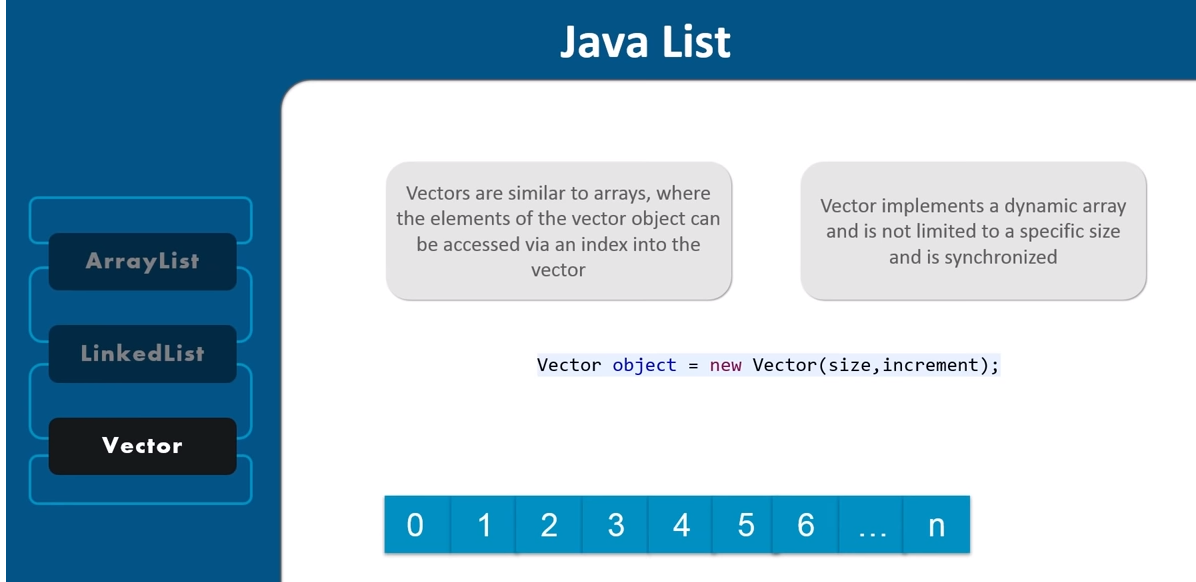 Java List
ArrayList
LinkedList
Vector
Vectors are similar to arrays, where
the elements of the vector object can
be accessed via an index into the
vector
Vector implements a dynamic array
and is not limited to a specific size
and is synchronized
Vector object = new Vector(size,increment);
0 1 2 3 4 5 6 ... n